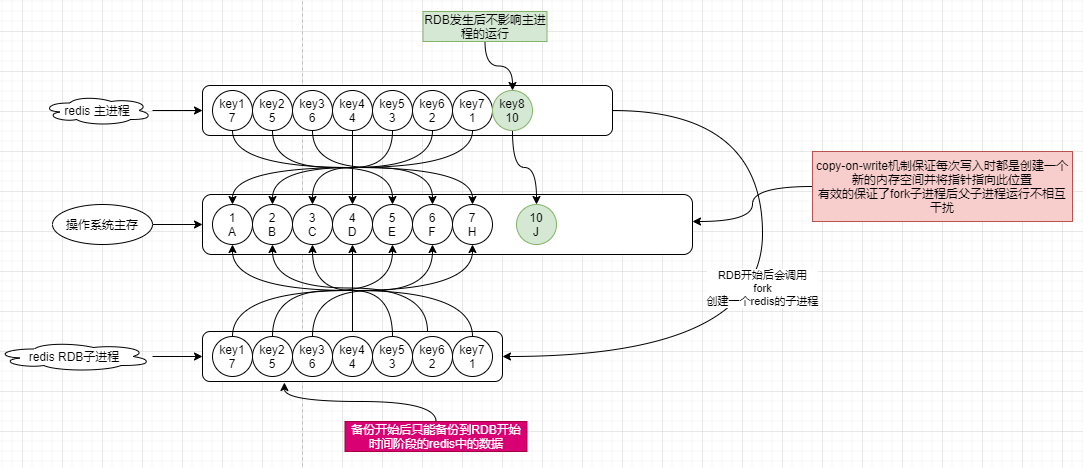 RDB发生后不影响主进
程的运行
redis 主进程
key1
7
key2
5
key3
6
key4
4
key5
3
key6
2
key7
1
key8
10
copy-on-write机制保证每次写入时都是创建一个
新的内存空间并将指针指向此位置
有效的保证了fork子进程后父子进程运行不相互
干扰
操作系统主存
1
A
2
B
3
C
4
D
5
E
6
F
7
H
10
J
RDB开始后会调用
fork
创建一个redis的子进程
redis RDB子进程
key1
7
key2
5
key3
6
key4
4
key5
3
key6
2
key7
1
备份开始后只能备份到RDB开始
时间阶段的redis中的数据